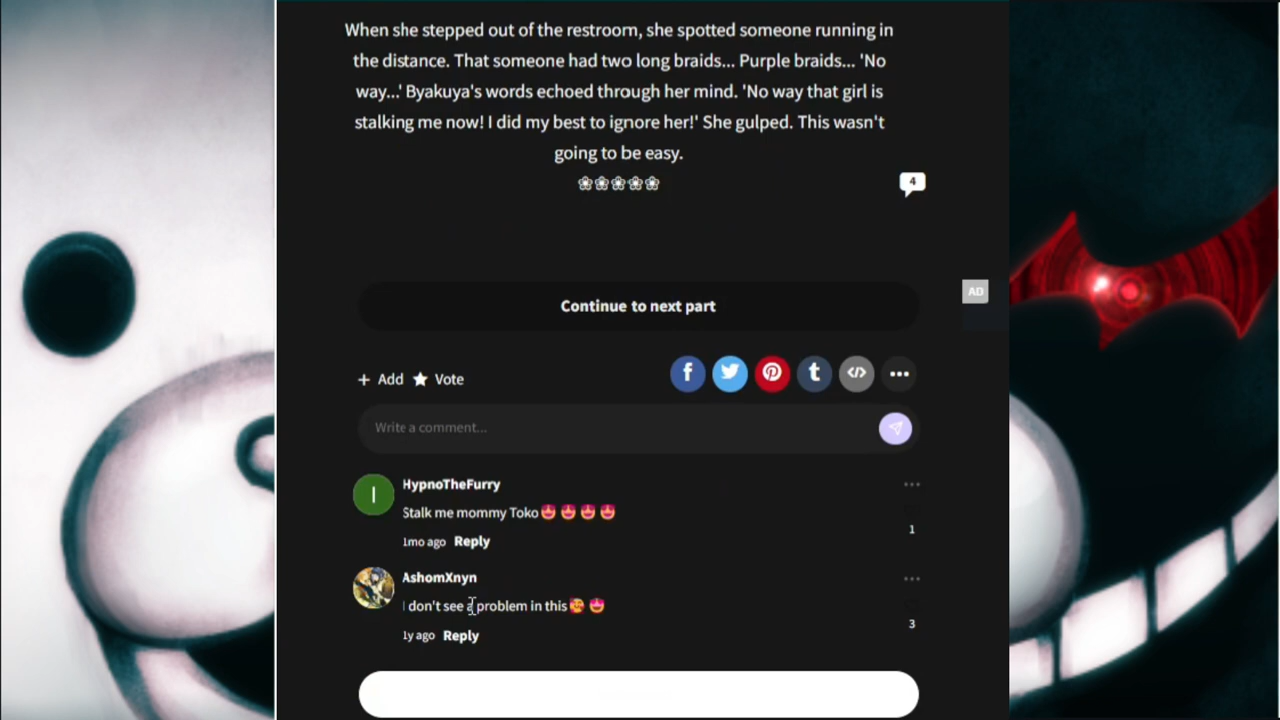 When she stepped out of the restroom, she spotted someone running in
the distance. That someone had two long braids... Purple braids... 'No
way...' Byakuya's words echoed through her mind. 'No way that girl is
stalking me now! I did my best to ignore her!' She gulped. This wasn't
going to be easy.
❀❀❀❀❀
4
Continue to next part
AD
+ Add ★ Vote
Write a comment...
I
HypnoTheFurry
Stalk me mommy Toko😍 😍 😍 😍
1
1mo ago Reply
AshomXnyn
I don't see a problem in this🥰 😍
3
1y ago Reply